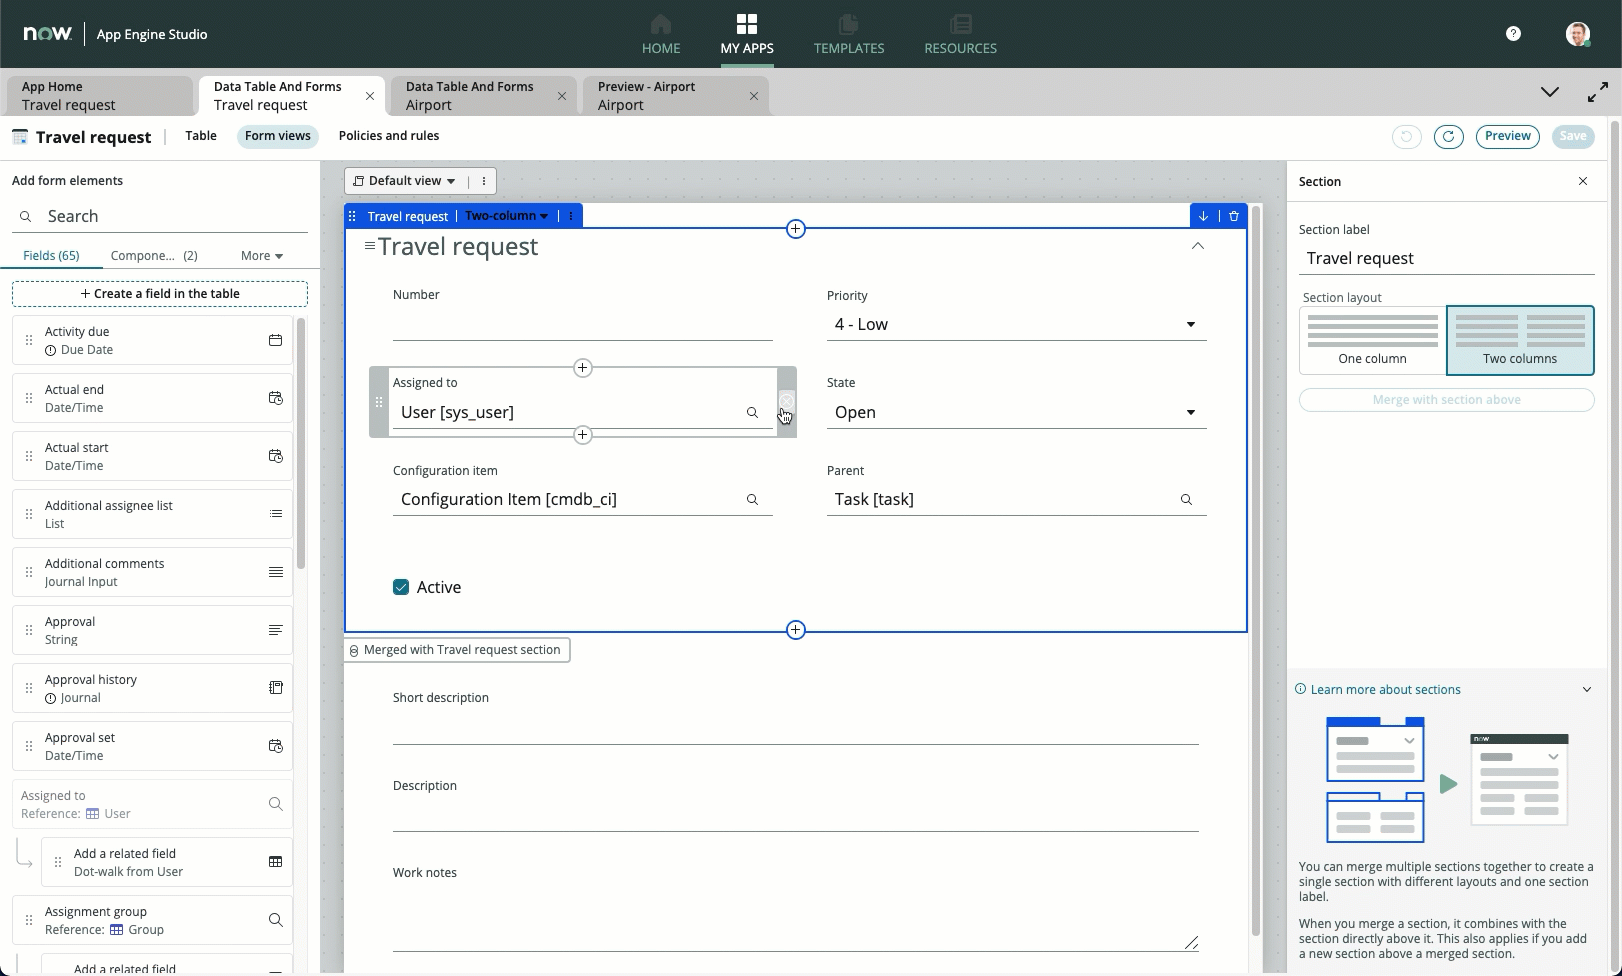 now.
App Engine Studio
HOME
MY APPS
TEMPLATES
RESOURCES
?
App Home
Travel request
Data Table And Forms
Travel request
Data Table And Forms
Airport
Preview - Airport
Airport
Travel request
Table
Form views
Policies and rules
Preview
Save
Add form elements
Search
Fields (65)
Compone... (2)
More
+ Create a field in the table
Activity due
Due Date
Actual end
Date/Time
Actual start
Date/Time
Additional assignee list
List
Additional comments
Journal Input
Approval
String
Approval history
Journal
Approval set
Date/Time
Assigned to
Reference: User
Add a related field
Dot-walk from User
Assignment group
Reference: Group
Add a related field
Default view
Travel request
Two-column
Travel request
Number
Priority
4 - Low
Assigned to
User [sys_user]
State
Open
Configuration item
Configuration Item [cmdb_ci]
Parent
Task [task]
Active
Merged with Travel request section
Short description
Description
Work notes
Section
Section label
Travel request
Section layout
One column
Two columns
Merge with section above
Learn more about sections
now
You can merge multiple sections together to create a
single section with different layouts and one section
label.
When you merge a section, it combines with the
section directly above it. This also applies if you add
a new section above a merged section.